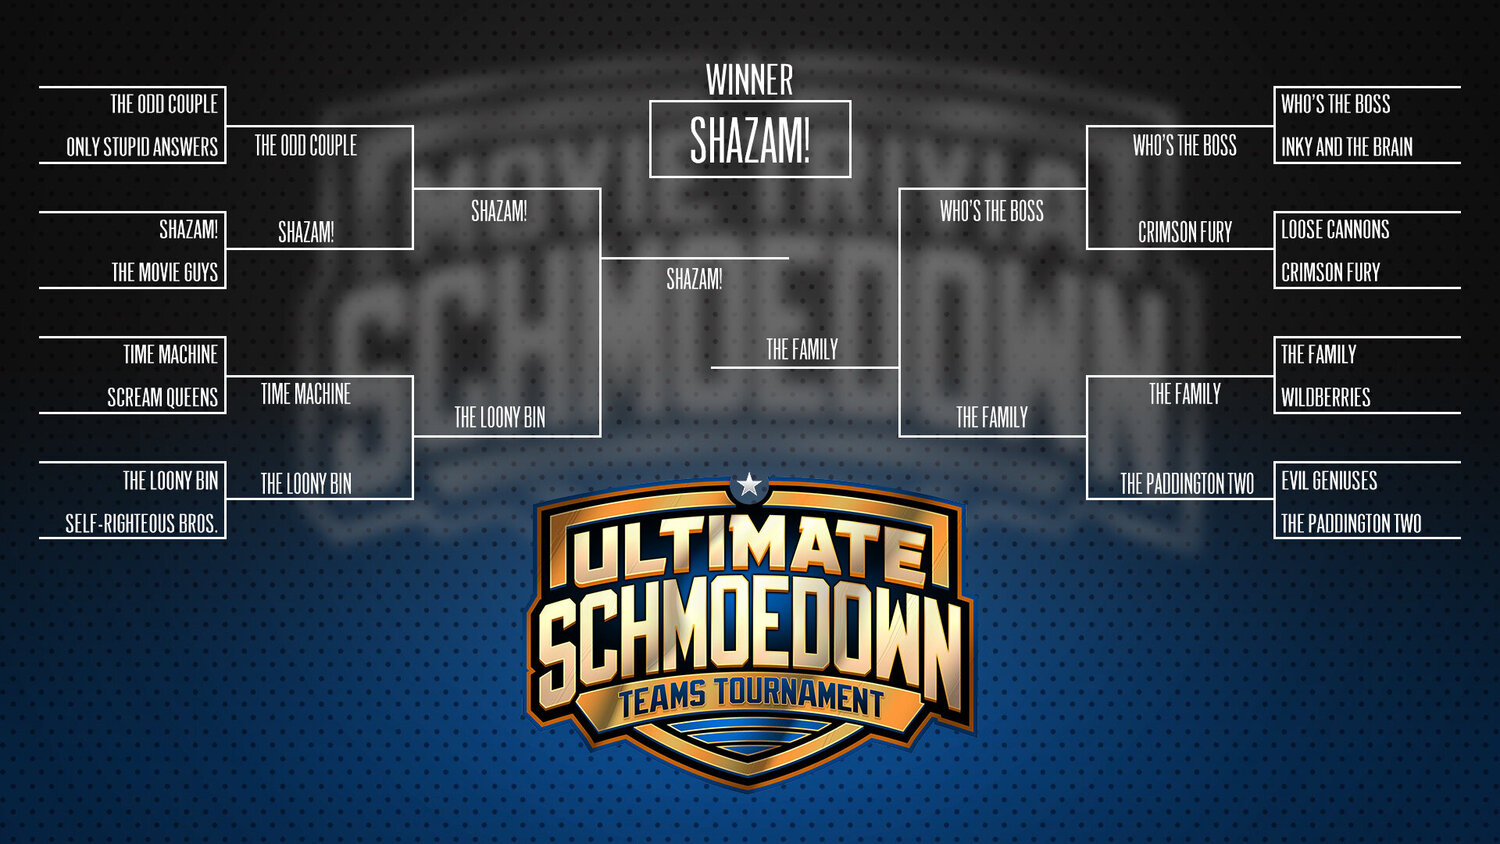 WINNER
SHAZAM!
THE ODD COUPLE
ONLY STUPID ANSWERS
SHAZAM!
THE MOVIE GUYS
TIME MACHINE
SCREAM QUEENS
THE LOONY BIN
SELF-RIGHTEOUS BROS.
THE ODD COUPLE
SHAZAM!
TIME MACHINE
THE LOONY BIN
SHAZAM!
THE LOONY BIN
SHAZAM!
THE FAMILY
WHO'S THE BOSS
THE FAMILY
WHO'S THE BOSS
CRIMSON FURY
THE FAMILY
THE PADDINGTON TWO
WHO'S THE BOSS
INKY AND THE BRAIN
LOOSE CANNONS
CRIMSON FURY
THE FAMILY
WILDBERRIES
EVIL GENIUSES
THE PADDINGTON TWO
MOVIE TRIVIA
SCHMOEDOWN
ULTIMATE
SCHMOEDOWN
TEAMS TOURNAMENT